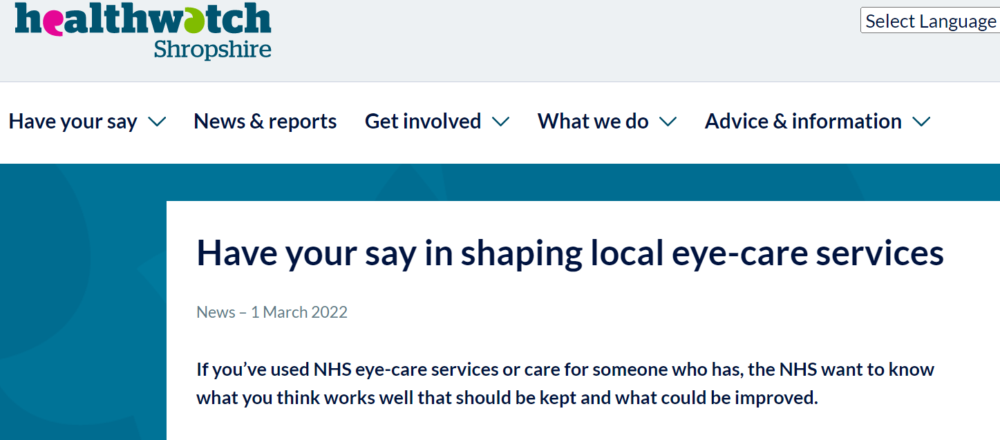 healthwatch
Shropshire
Select Language
Have your say
News & reports
Get involved
What we do
Advice & information
Have your say in shaping local eye-care services
News – 1 March 2022
If you’ve used NHS eye-care services or care for someone who has, the NHS want to know
what you think works well that should be kept and what could be improved.